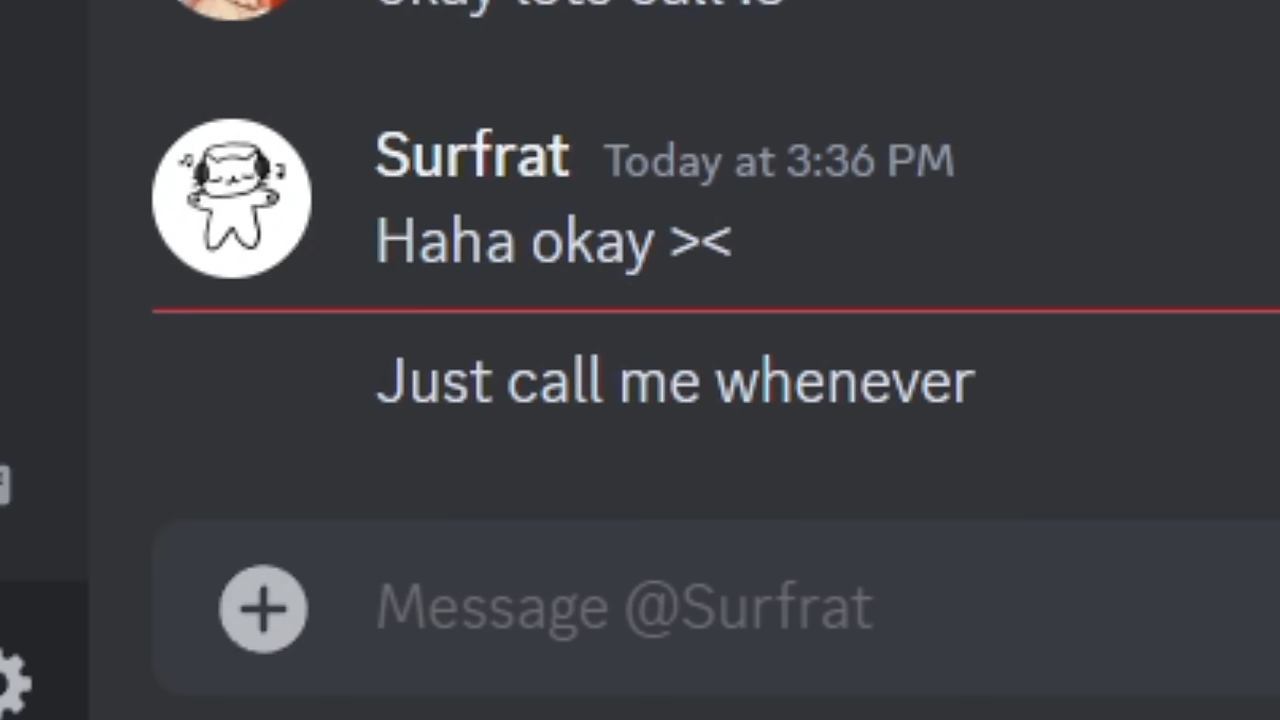 Surfrat Today at 3:36 PM
Haha okay ><
Just call me whenever
Message @Surfrat